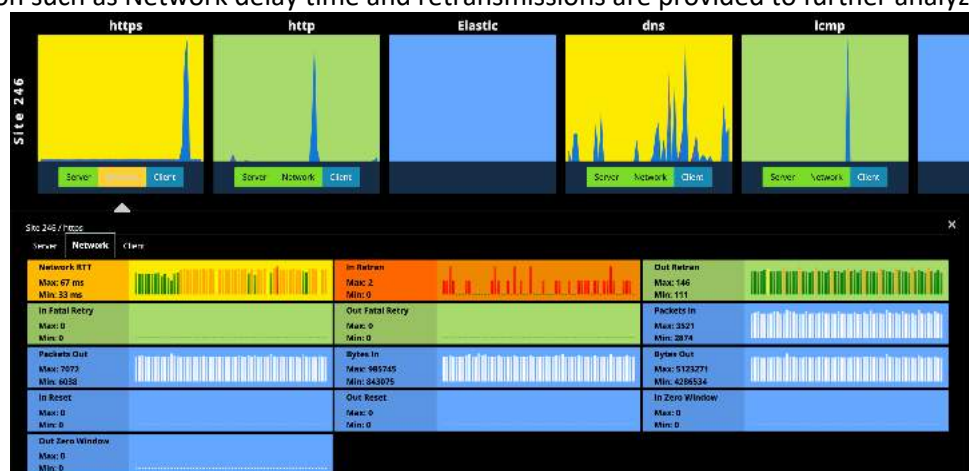 on such as Network delay time and retransmissions are provided to further analyz
https http Elastic dns icmp
Site 246
Server Network Client Server Network Client Server Network Client Server Network Client
Site 246 / https
Server Network Client
Network RTT
Max: 67 ms
Min: 33 ms
In Retran
Max: 2
Min: 0
Out Retran
Max: 146
Min: 111
In Fatal Retry
Max: 0
Min: 0
Out Fatal Retry
Max: 0
Min: 0
Packets In
Max: 3521
Min: 2874
Packets Out
Max: 7072
Min: 6038
Bytes In
Max: 985745
Min: 843075
Bytes Out
Max: 5123271
Min: 4286534
In Reset
Max: 0
Min: 0
Out Reset
Max: 0
Min: 0
In Zero Window
Max: 0
Min: 0
Out Zero Window
Max: 0
Min: 0